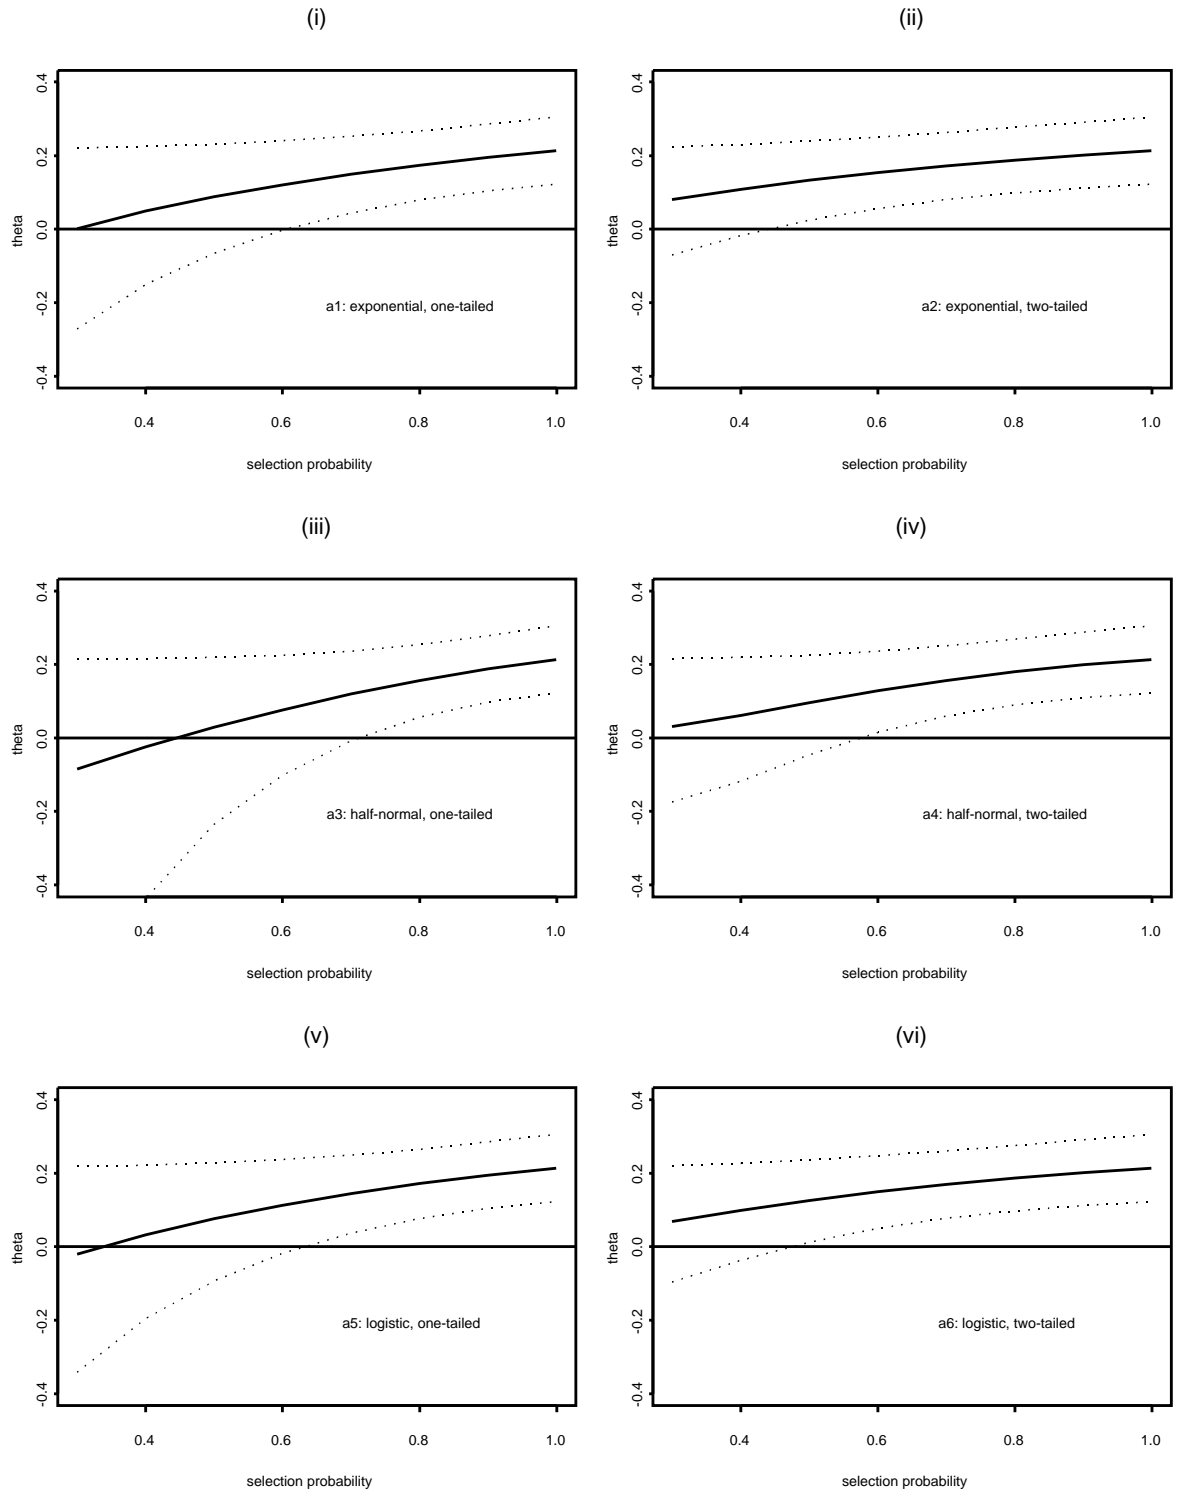 (i)
theta
0.4
0.2
0.0
-0.2
-0.4
a1: exponential, one-tailed
0.4 0.6 0.8 1.0
selection probability
(ii)
theta
0.4
0.2
0.0
-0.2
-0.4
a2: exponential, two-tailed
0.4 0.6 0.8 1.0
selection probability
(iii)
theta
0.4
0.2
0.0
-0.2
-0.4
a3: half-normal, one-tailed
0.4 0.6 0.8 1.0
selection probability
(iv)
theta
0.4
0.2
0.0
-0.2
-0.4
a4: half-normal, two-tailed
0.4 0.6 0.8 1.0
selection probability
(v)
theta
0.4
0.2
0.0
-0.2
-0.4
a5: logistic, one-tailed
0.4 0.6 0.8 1.0
selection probability
(vi)
theta
0.4
0.2
0.0
-0.2
-0.4
a6: logistic, two-tailed
0.4 0.6 0.8 1.0
selection probability